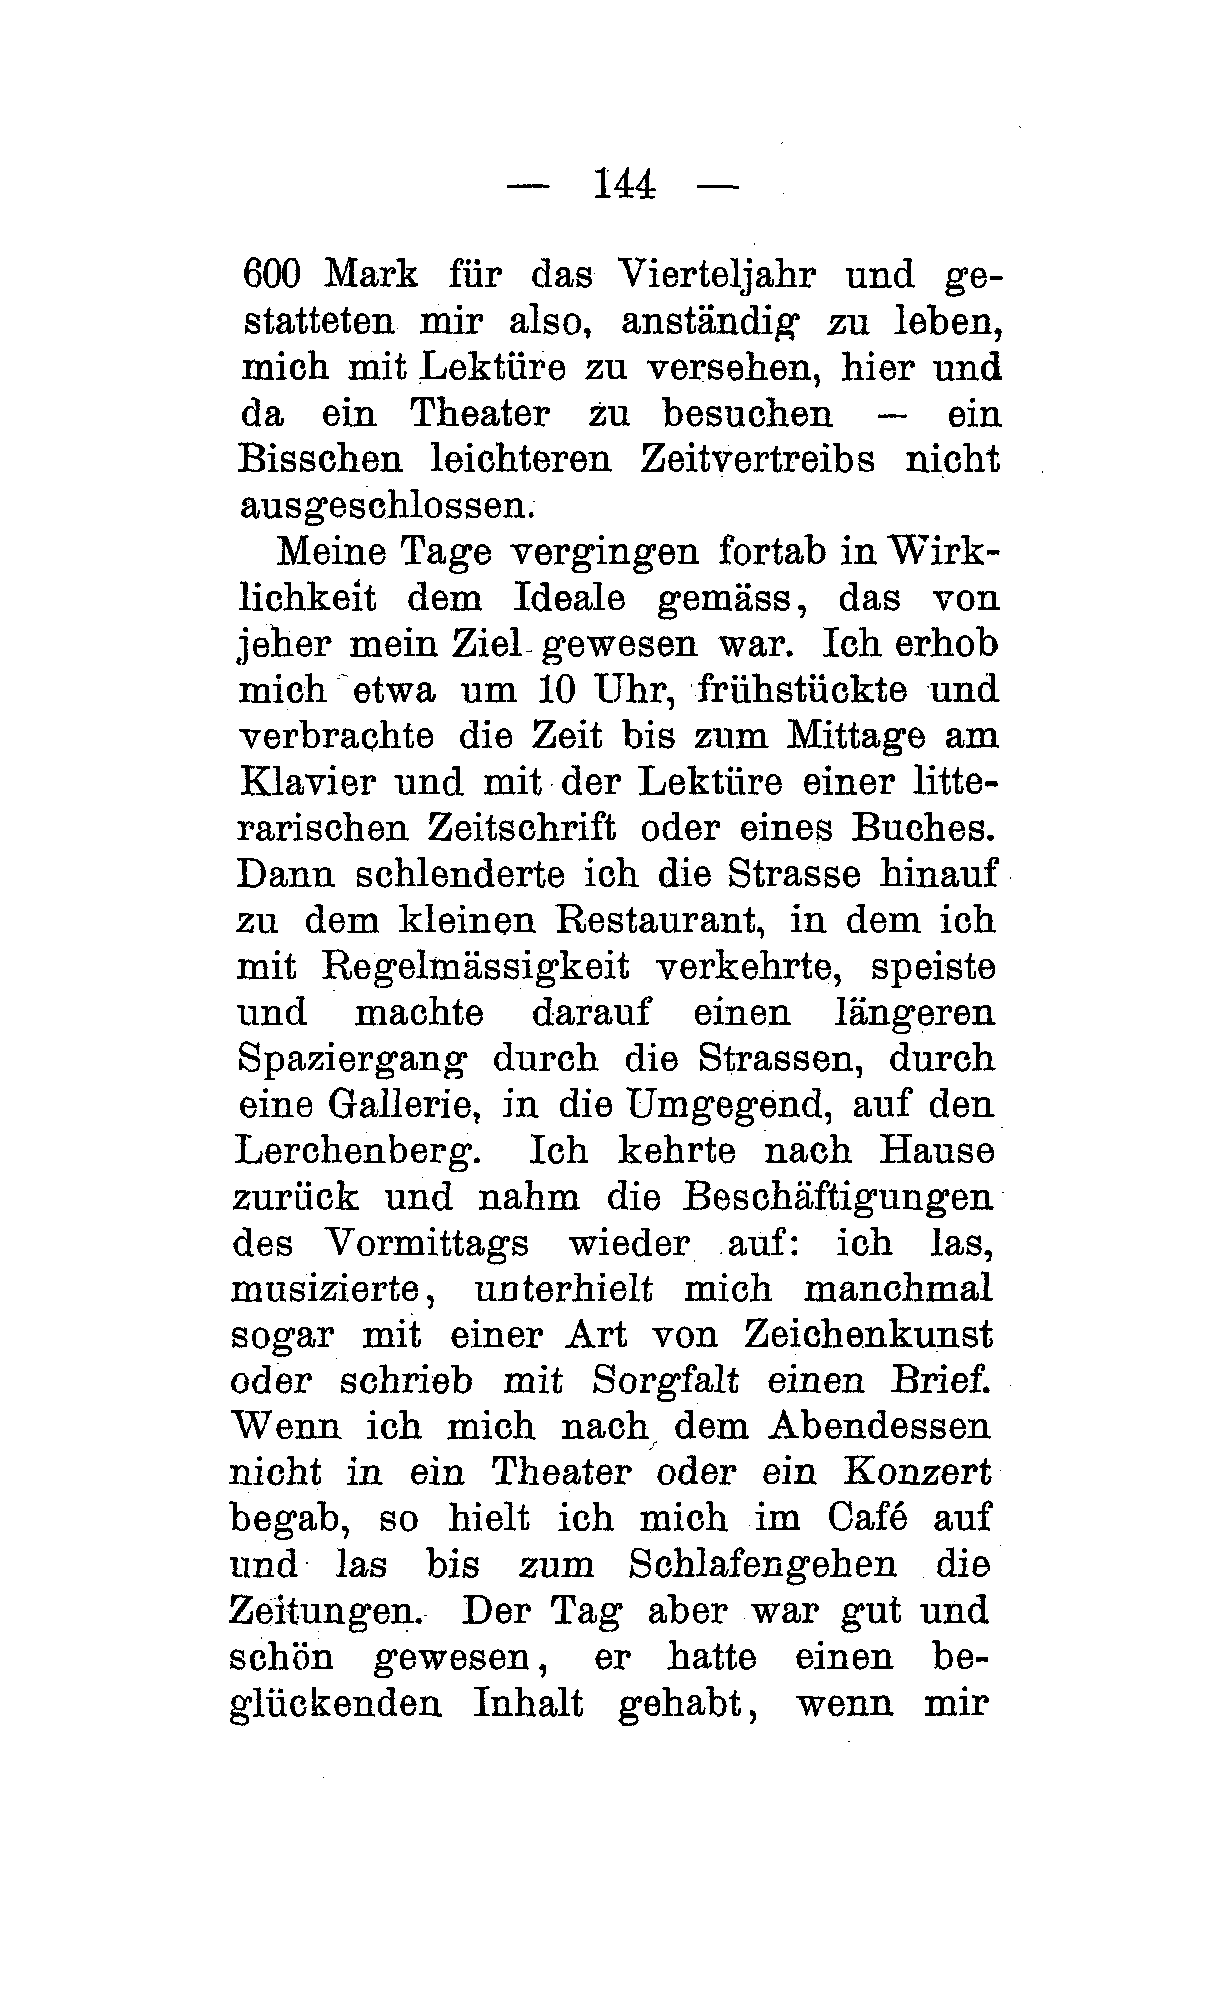 — 144 —
600 Mark für das Vierteljahr und ge-
statteten mir also, anständig zu leben,
mich mit Lektüre zu versehen, hier und
da ein Theater zu besuchen — ein
Bisschen leichteren Zeitvertreibs nicht
ausgeschlossen.
Meine Tage vergingen fortab in Wirk-
lichkeit dem Ideale gemäss, das von
jeher mein Ziel gewesen war. Ich erhob
mich etwa um 10 Uhr, frühstückte und
verbrachte die Zeit bis zum Mittage am
Klavier und mit der Lektüre einer litte-
rarischen Zeitschrift oder eines Buches.
Dann schlenderte ich die Strasse hinauf
zu dem kleinen Restaurant, in dem ich
mit Regelmässigkeit verkehrte, speiste
und machte darauf einen längeren
Spaziergang durch die Strassen, durch
eine Gallerie, in die Umgegend, auf den
Lerchenberg. Ich kehrte nach Hause
zurück und nahm die Beschäftigungen
des Vormittags wieder auf: ich las,
musizierte, unterhielt mich manchmal
sogar mit einer Art von Zeichenkunst
oder schrieb mit Sorgfalt einen Brief.
Wenn ich mich nach dem Abendessen
nicht in ein Theater oder ein Konzert
begab, so hielt ich mich im Café auf
und las bis zum Schlafengehen die
Zeitungen. Der Tag aber war gut und
schön gewesen, er hatte einen be-
glückenden Inhalt gehabt, wenn mir